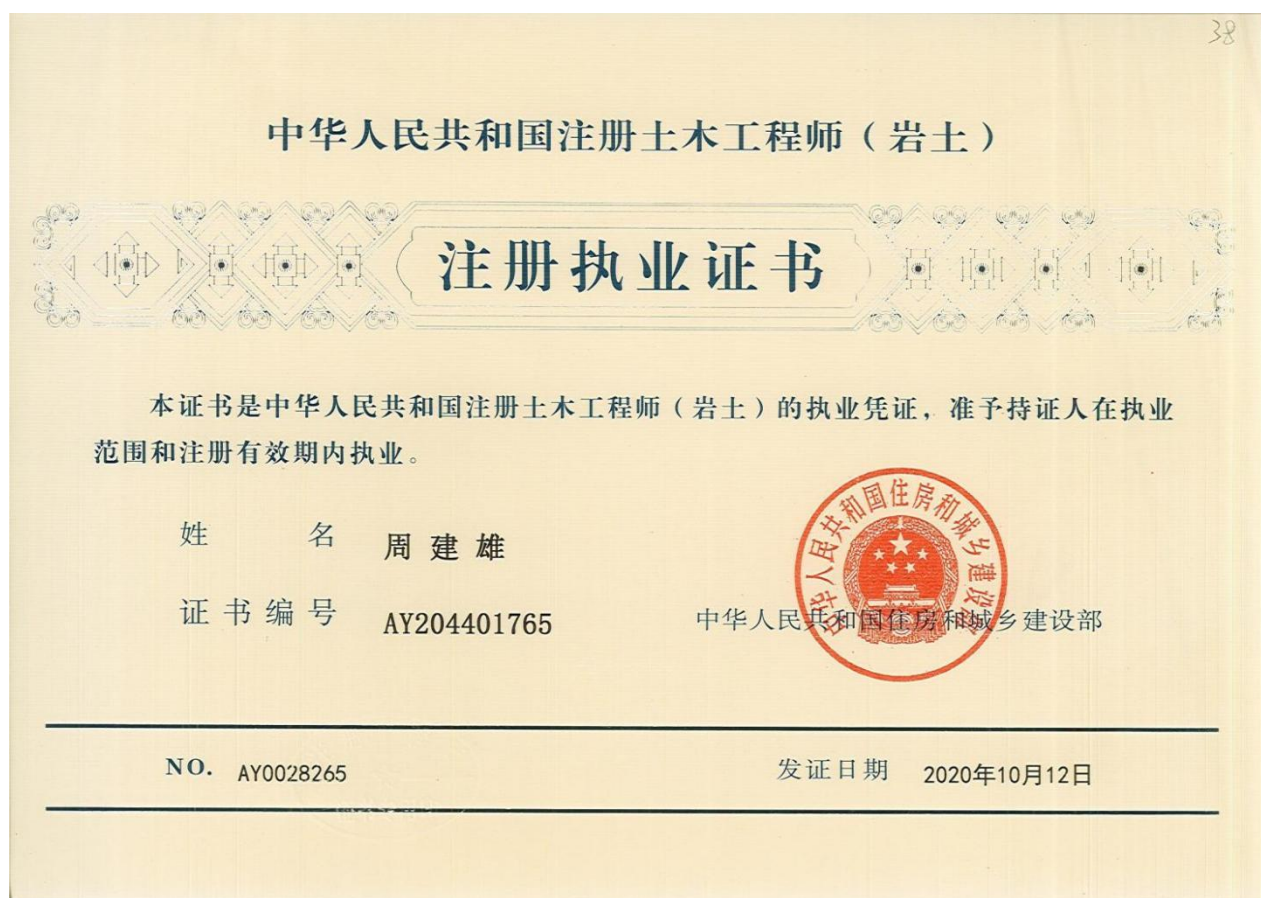 38
中华人民共和国注册土木工程师（岩土）
注册执业证书
本证书是中华人民共和国注册土木工程师（岩土）的执业凭证，准予持证人在执业
范围和注册有效期内执业。
姓名 周建雄
证书编号 AY204401765
中华人民共和国住房和城乡建设部
中华人民共和国住房和城乡建设部
NO. AY0028265 发证日期 2020年10月12日